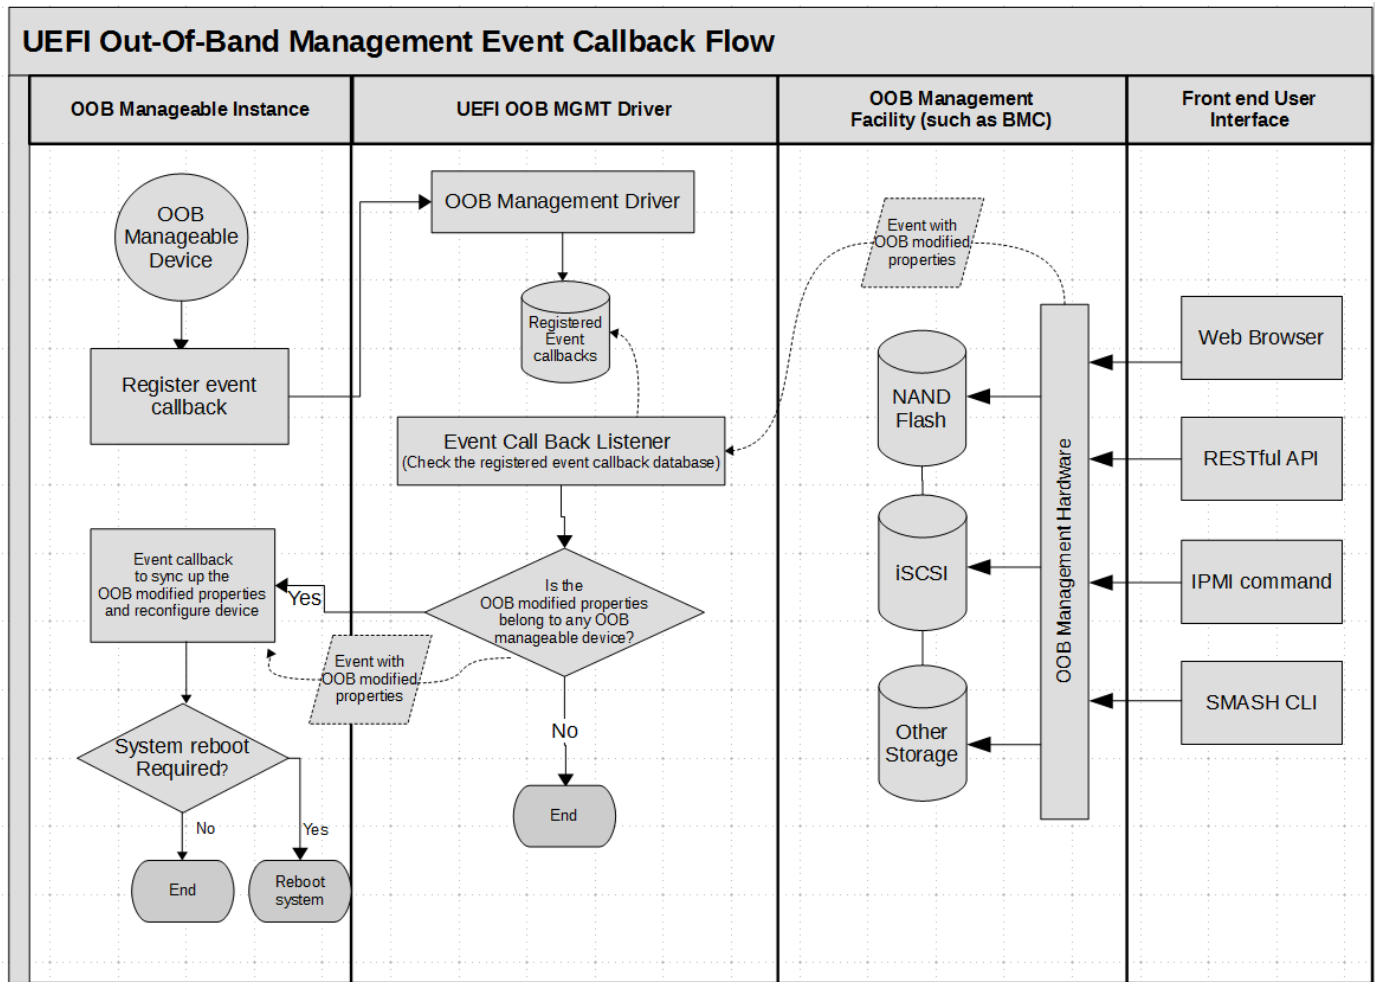 UEFI Out-Of-Band Management Event Callback Flow
OOB Manageable Instance
UEFI OOB MGMT Driver
OOB Management
Facility (such as BMC)
Front end User
Interface
OOB
Manageable
Device
Register event
callback
Event callback
to sync up the
OOB modified properties
and reconfigure device
System reboot
Required?
No
Yes
End
Reboot
system
OOB Management Driver
Registered
Event
callbacks
Event Call Back Listener
(Check the registered event callback database)
Is the
OOB modified properties
belong to any OOB
manageable device?
Yes
Event with
OOB modified
properties
No
End
Event with
OOB modified
properties
NAND
Flash
iSCSI
Other
Storage
OOB Management Hardware
Web Browser
RESTful API
IPMI command
SMASH CLI